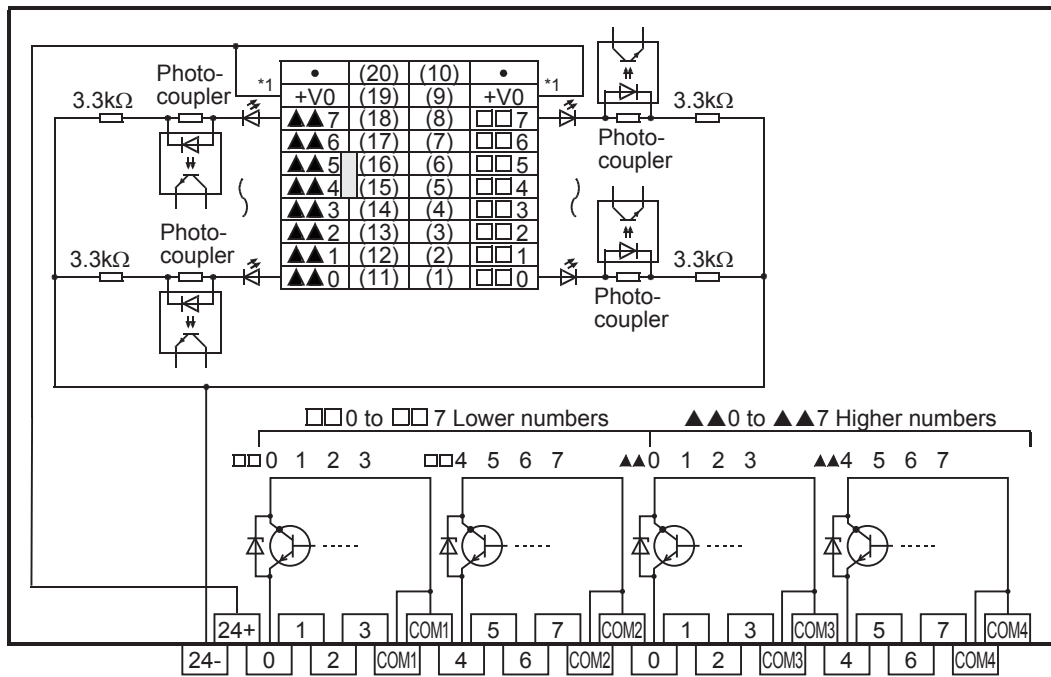 Photo-
coupler
3.3kΩ
*1
• (20) (10) •
+V0 (19) (9) +V0
▲▲7 (18) (8) □□7
▲▲6 (17) (7) □□6
▲▲5 (16) (6) □□5
▲▲4 (15) (5) □□4
▲▲3 (14) (4) □□3
▲▲2 (13) (3) □□2
▲▲1 (12) (2) □□1
▲▲0 (11) (1) □□0
*1
3.3kΩ
Photo-
coupler
Photo-
coupler
3.3kΩ
3.3kΩ
Photo-
coupler
□□0 to □□7 Lower numbers
▲▲0 to ▲▲7 Higher numbers
□□0 1 2 3 □□4 5 6 7 ▲▲0 1 2 3 ▲▲4 5 6 7
24+ 1 3 COM1 5 7 COM2 1 3 COM3 5 7 COM4
24- 0 2 COM1 4 6 COM2 0 2 COM3 4 6 COM4